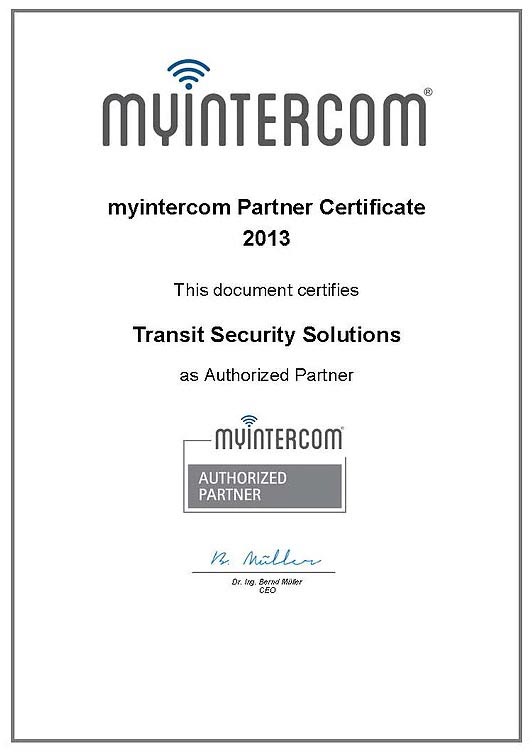 myintercom®
myintercom Partner Certificate
2013
This document certifies
Transit Security Solutions
as Authorized Partner
myintercom®
AUTHORIZED
PARTNER
B. Müller
Dr. Ing. Bernd Müller
CEO